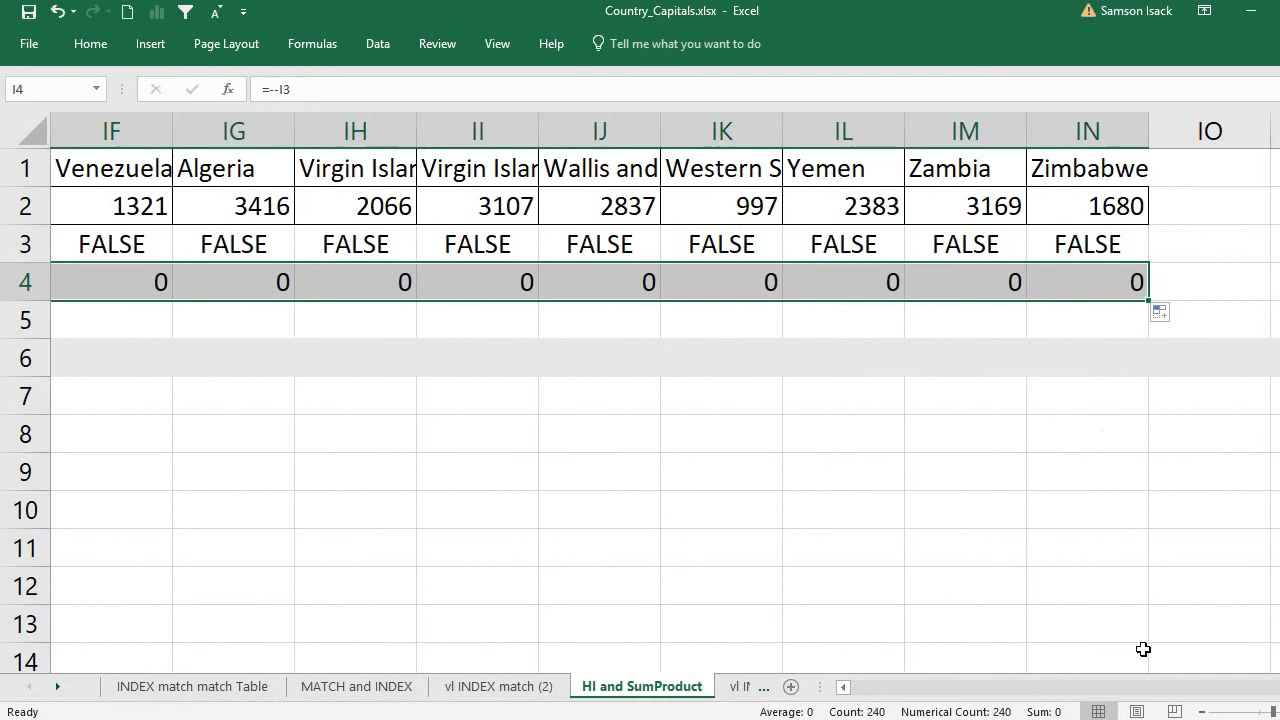 Country_Capitals.xlsx - Excel
Samson Isack
File Home Insert Page Layout Formulas Data Review View Help Tell me what you want to do
I4 fx =--I3
IF IG IH II IJ IK IL IM IN IO
1 Venezuela Algeria Virgin Islar Virgin Islar Wallis and Western S Yemen Zambia Zimbabwe
2 1321 3416 2066 3107 2837 997 2383 3169 1680
3 FALSE FALSE FALSE FALSE FALSE FALSE FALSE FALSE FALSE
4 0 0 0 0 0 0 0 0 0
5
6
7
8
9
10
11
12
13
14
INDEX match match Table MATCH and INDEX vl INDEX match (2) HI and SumProduct vl IN ...
Ready Average: 0 Count: 240 Numerical Count: 240 Sum: 0